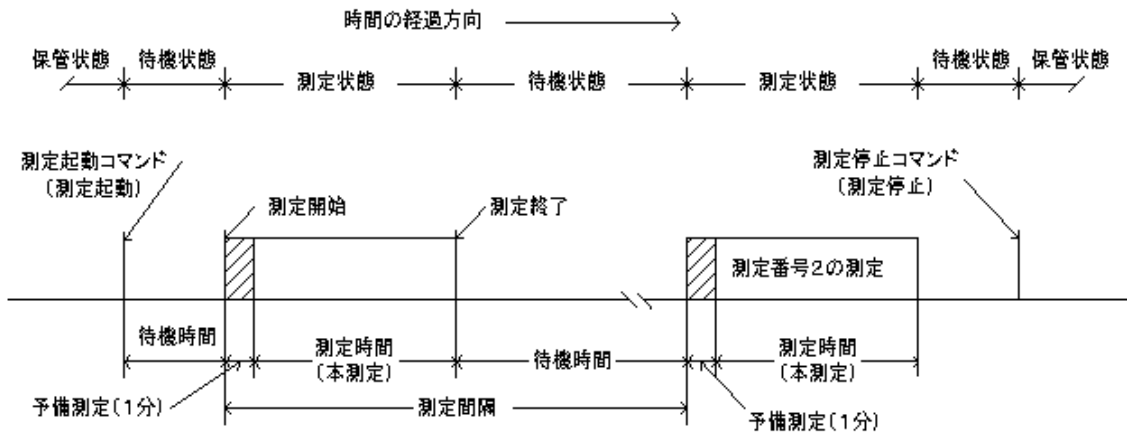 時間の経過方向
保管状態
待機状態
測定状態
待機状態
測定状態
待機状態
保管状態
測定起動コマンド
(測定起動)
測定開始
測定終了
測定停止コマンド
(測定停止)
測定番号2の測定
待機時間
測定時間
(本測定)
待機時間
測定時間
(本測定)
予備測定(1分)
測定間隔
予備測定(1分)